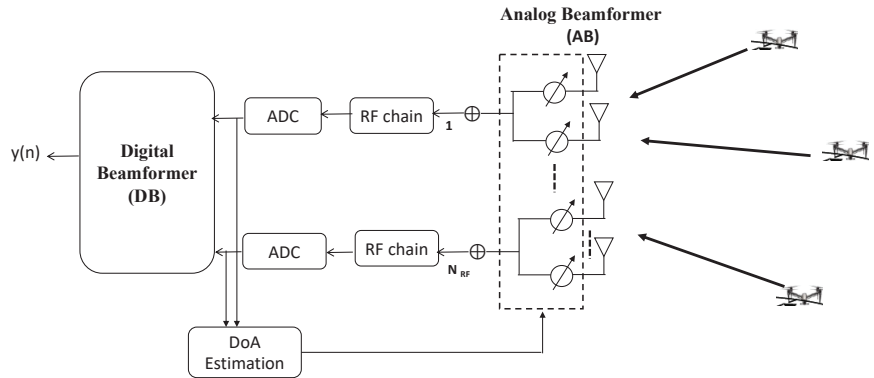 Analog Beamformer
(AB)
ADC
RF chain
1
y(n)
Digital
Beamformer
(DB)
ADC
RF chain
N RF
DoA
Estimation